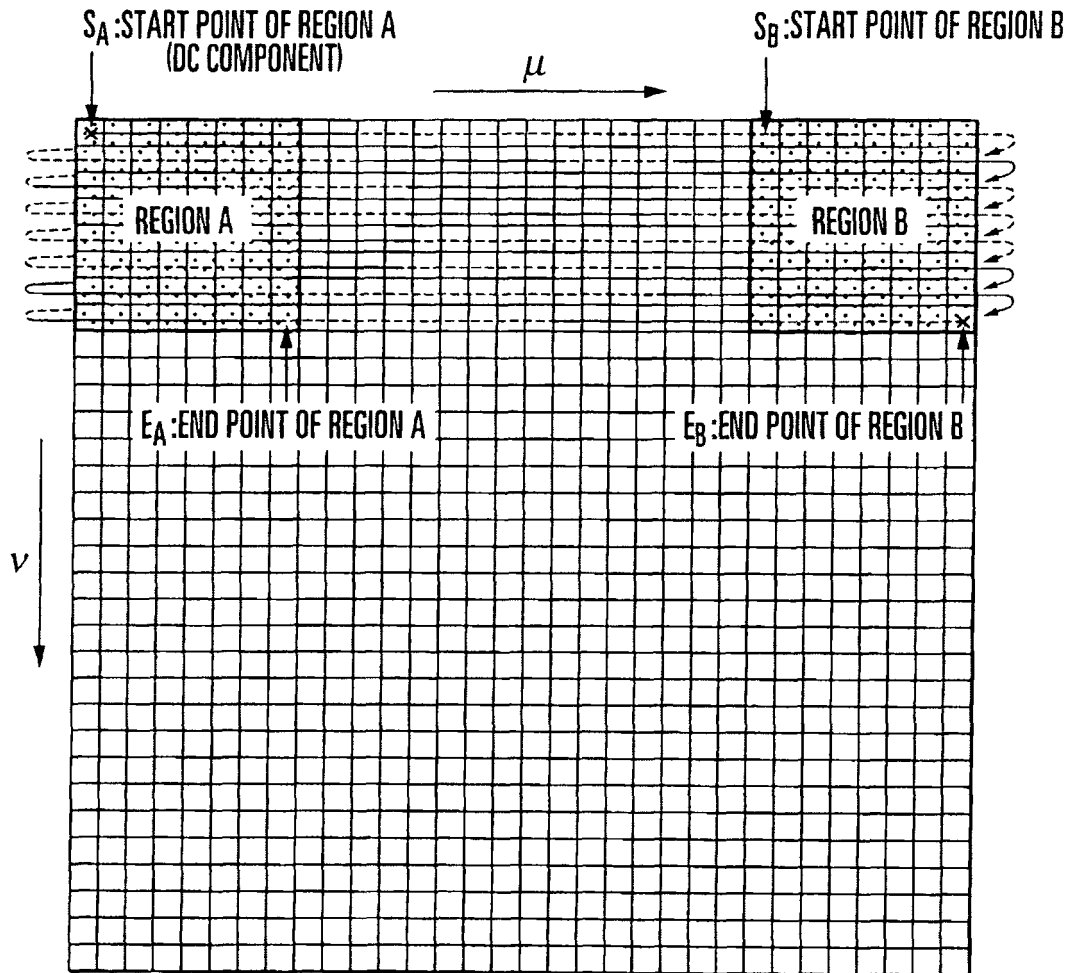 SA:START POINT OF REGION A
(DC COMPONENT)
SB:START POINT OF REGION B
μ
REGION A
REGION B
EA:END POINT OF REGION A
EB:END POINT OF REGION B
ν